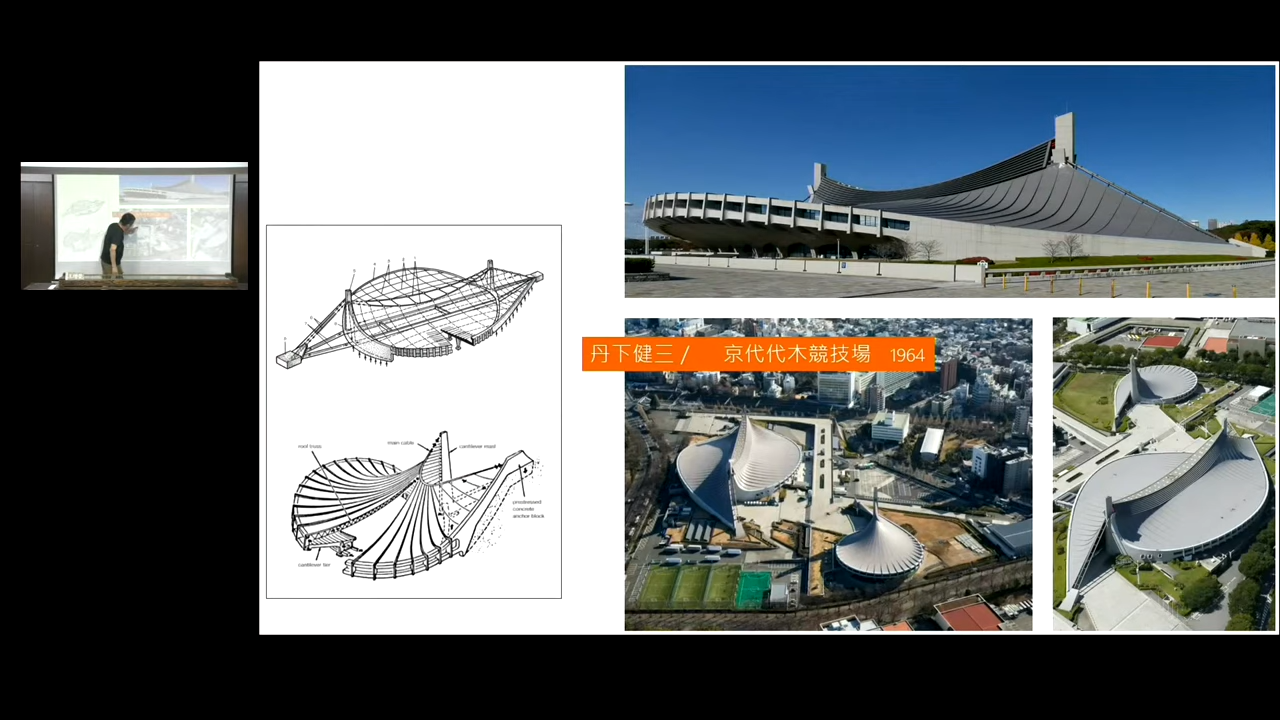 丹下健三 / 京代代木競技場 1964
main cable
cantilever mast
roof truss
prestressed
concrete
anchor block
cantilever tier